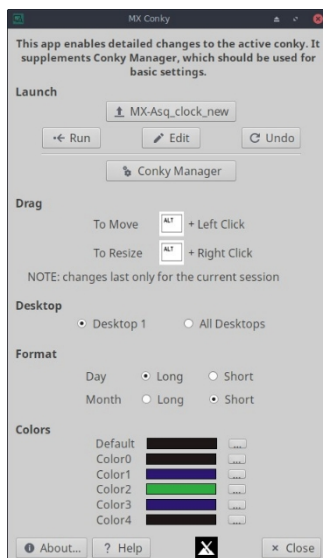 MX Conky
This app enables detailed changes to the active conky. It
supplements Conky Manager, which should be used for
basic settings.
Launch
MX-Asq_clock_new
Run Edit Undo
Conky Manager
Drag
To Move ALT + Left Click
To Resize ALT + Right Click
NOTE: changes last only for the current session
Desktop
Desktop 1 All Desktops
Format
Day Long Short
Month Long Short
Colors
Default ...
Color0 ...
Color1 ...
Color2 ...
Color3 ...
Color4 ...
About... ? Help Close